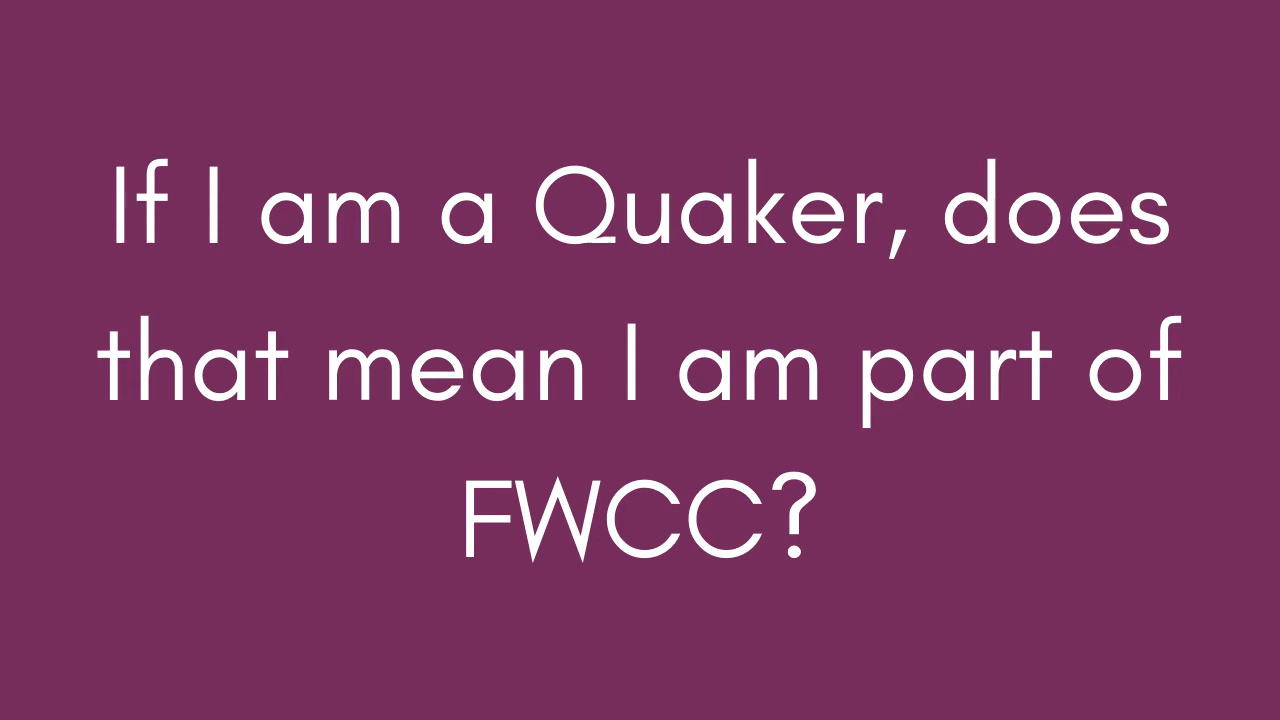 If I am a Quaker, does
that mean I am part of
FWCC?